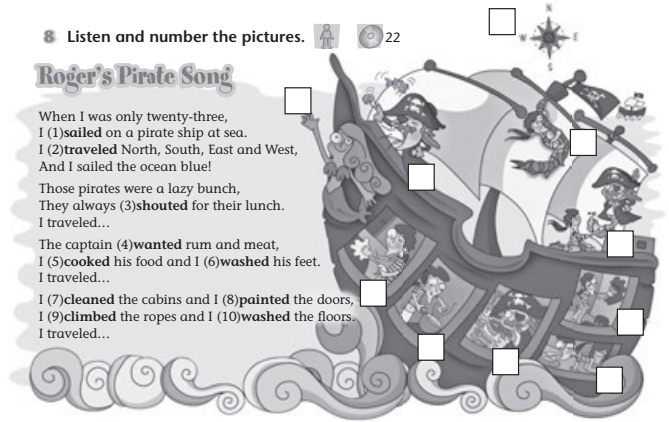 8 Listen and number the pictures. 22
N
W E
S
Roger's Pirate Song
When I was only twenty-three,
I (1)sailed on a pirate ship at sea.
I (2)traveled North, South, East and West,
And I sailed the ocean blue!
Those pirates were a lazy bunch,
They always (3)shouted for their lunch.
I traveled...
The captain (4)wanted rum and meat,
I (5)cooked his food and I (6)washed his feet.
I traveled...
I (7)cleaned the cabins and I (8)painted the doors,
I (9)climbed the ropes and I (10)washed the floors.
I traveled...